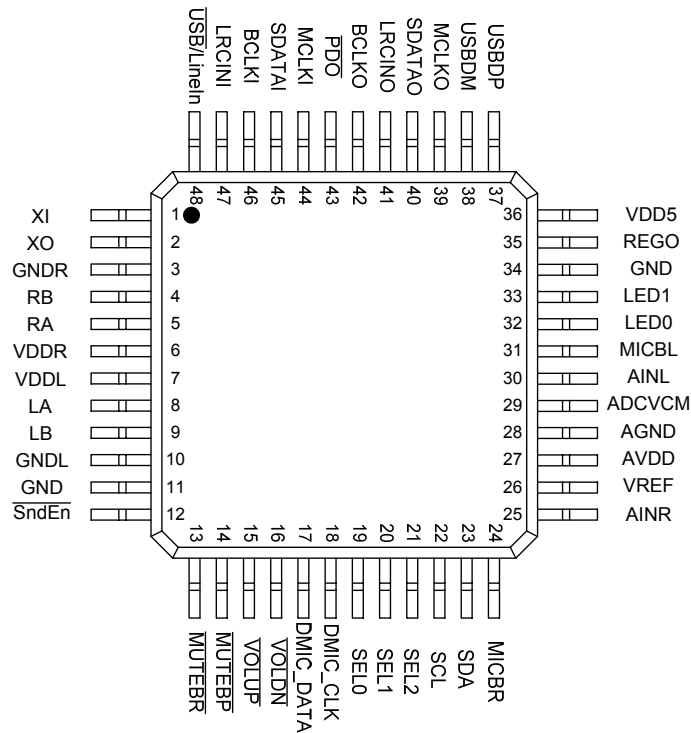 USB/LineIn
LRCINI
BCLKI
SDATAI
MCLKI
PDO
BCLKO
LRCINO
SDATAO
MCLKO
USBDM
USBDP
48
47
46
45
44
43
42
41
40
39
38
37
XI 1
XO 2
GNDR 3
RB 4
RA 5
VDDR 6
VDDL 7
LA 8
LB 9
GNDL 10
GND 11
SndEn 12
36 VDD5
35 REGO
34 GND
33 LED1
32 LED0
31 MICBL
30 AINL
29 ADCVCM
28 AGND
27 AVDD
26 VREF
25 AINR
13
14
15
16
17
18
19
20
21
22
23
24
MUTEBR
MUTEBP
VOLUP
VOLDN
DMIC_DATA
DMIC_CLK
SEL0
SEL1
SEL2
SCL
SDA
MICBR